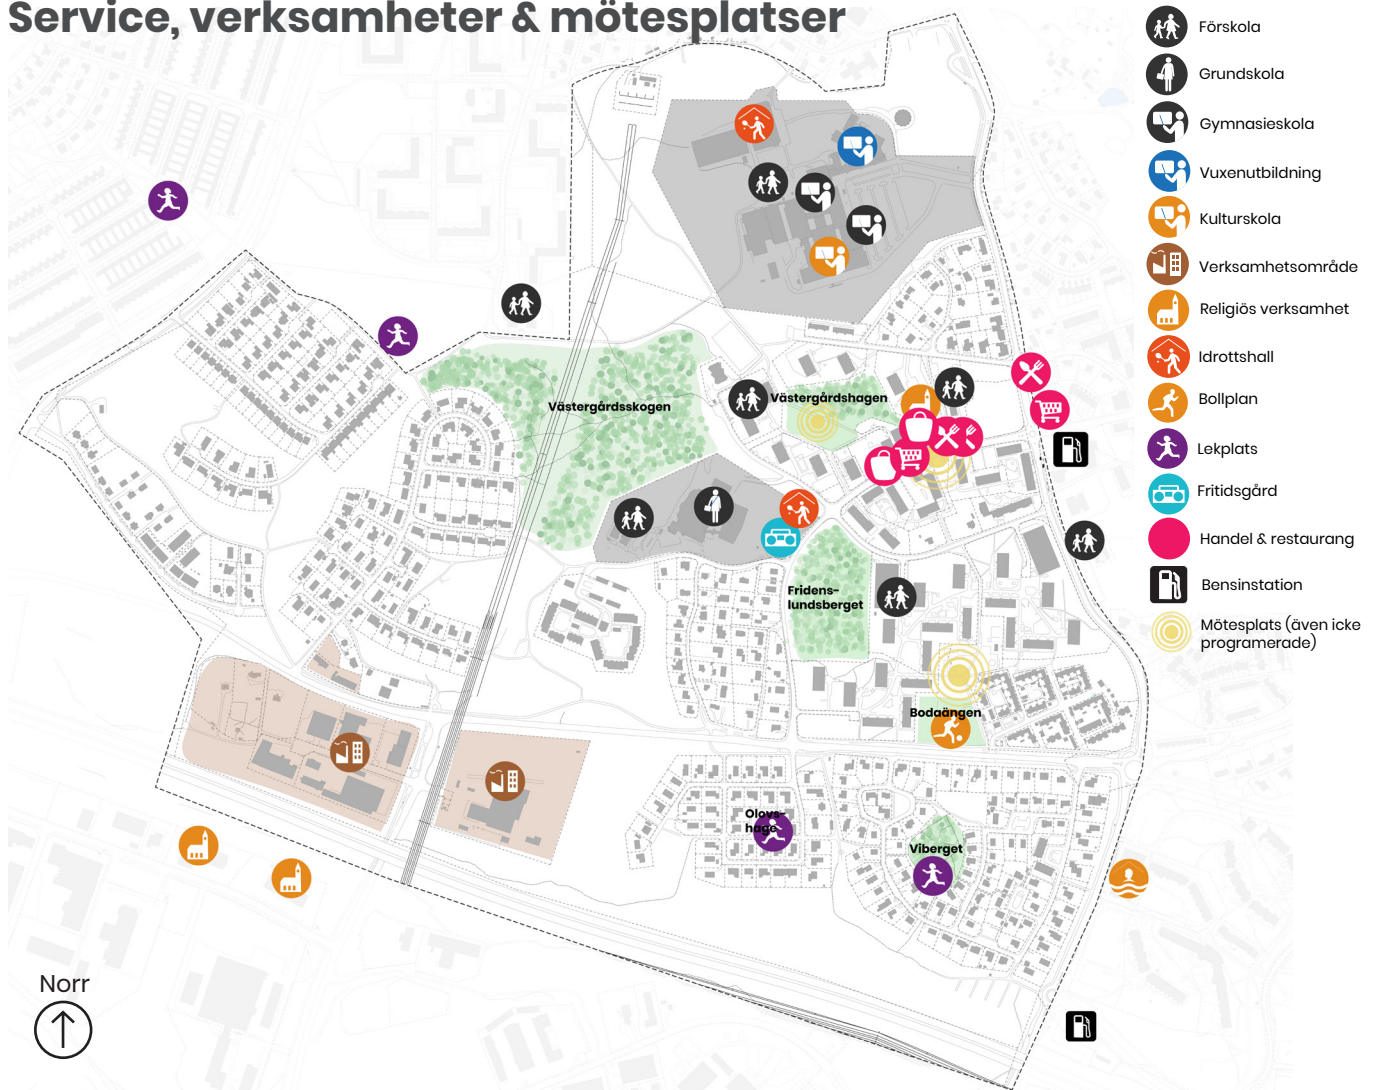 Service, verksamheter & mötesplatser
Förskola
Grundskola
Gymnasieskola
Vuxenutbildning
Kulturskola
Verksamhetsområde
Religiös verksamhet
Idrottshall
Bollplan
Lekplats
Fritidsgård
Handel & restaurang
Bensinstation
Mötesplats (även icke
programerade)
Västergårdsskogen
Västergårdshagen
Fridens-
lundsberget
Bodaängen
Olovs-
hage
Viberget
Norr